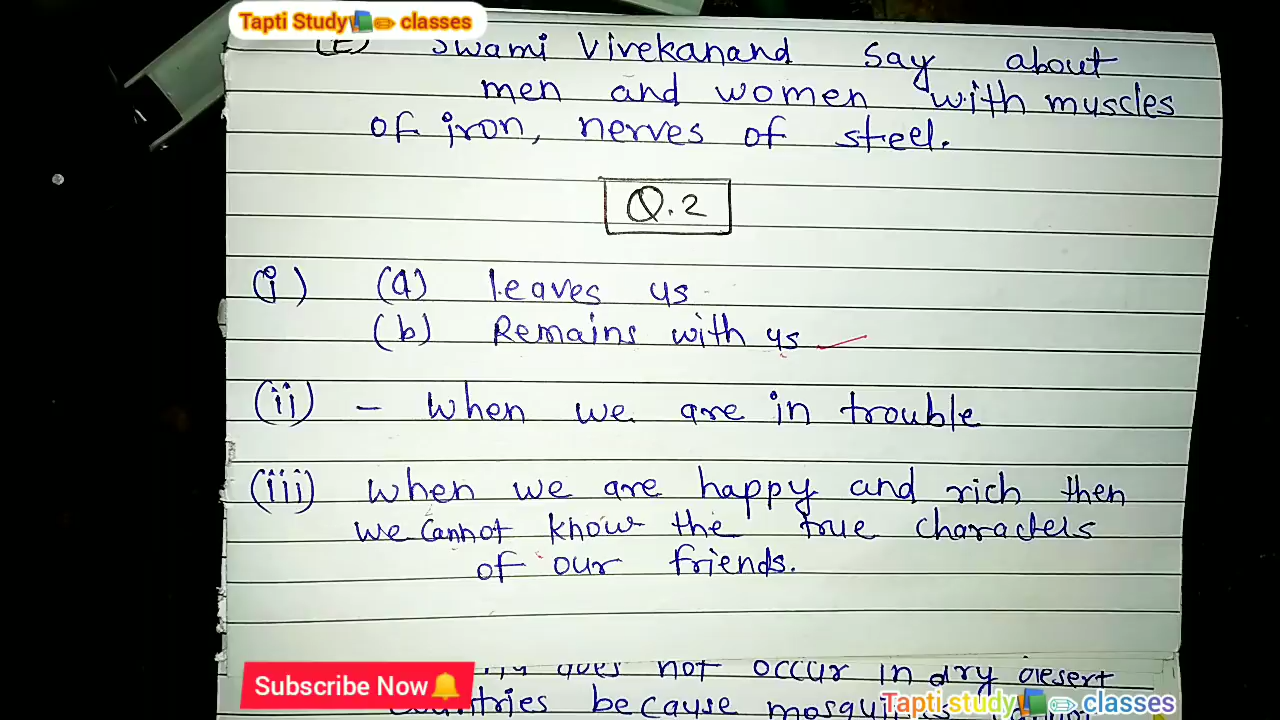 Tapti Study classes
(E) Swami Vivekanand say about
men and women with muscles
of iron, nerves of steel.
Q.2
(i) (a) leaves us
(b) Remains with us
(ii) - when we are in trouble
(iii) when we are happy and rich then
we cannot know the true characters
of our friends.
does not occur in dry desert
countries because mosquitoes
Subscribe Now
Tapti study classes